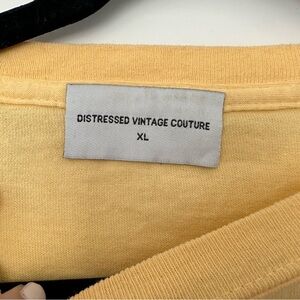 DISTRESSED VINTAGE COUTURE
XL